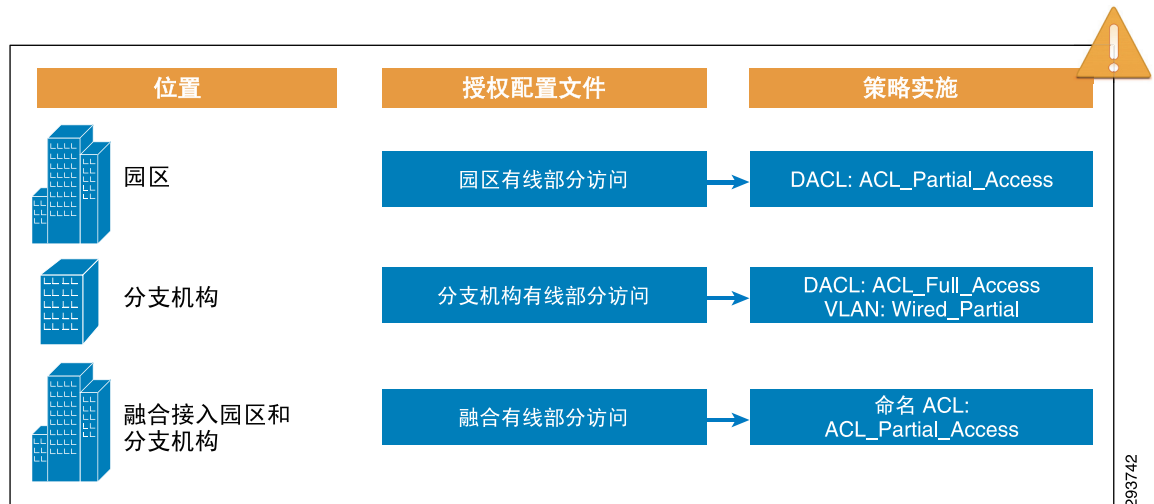 位置
授权配置文件
策略实施
园区
园区有线部分访问
DACL: ACL_Partial_Access
分支机构
分支机构有线部分访问
DACL: ACL_Full_Access
VLAN: Wired_Partial
融合接入园区和
分支机构
融合有线部分访问
命名 ACL:
ACL_Partial_Access
293742